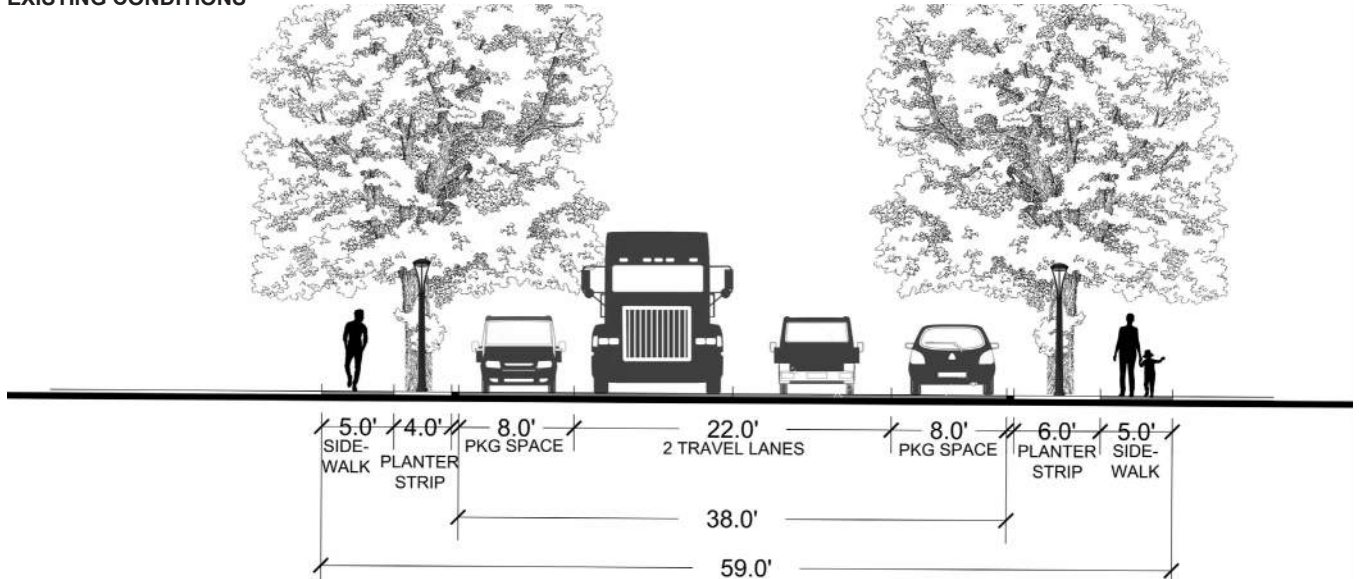 EXISTING CONDITIONS
5.0' 4.0' 8.0' 22.0' 8.0' 6.0' 5.0'
SIDE-
WALK
PLANTER
STRIP
PKG SPACE
2 TRAVEL LANES
PKG SPACE
PLANTER
STRIP
SIDE-
WALK
38.0'
59.0'